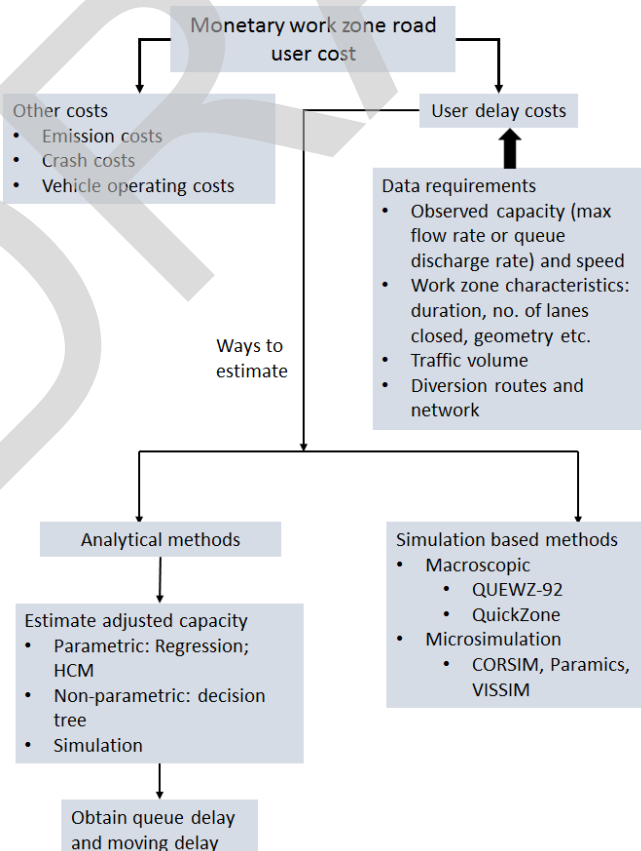 Monetary work zone road
user cost
Other costs
• Emission costs
• Crash costs
• Vehicle operating costs
User delay costs
Data requirements
• Observed capacity (max
flow rate or queue
discharge rate) and speed
• Work zone characteristics:
duration, no. of lanes
closed, geometry etc.
• Traffic volume
• Diversion routes and
network
Ways to
estimate
Analytical methods
Estimate adjusted capacity
• Parametric: Regression;
HCM
• Non-parametric: decision
tree
• Simulation
Obtain queue delay
and moving delay
Simulation based methods
• Macroscopic
• QUEWZ-92
• QuickZone
• Microsimulation
• CORSIM, Paramics,
VISSIM